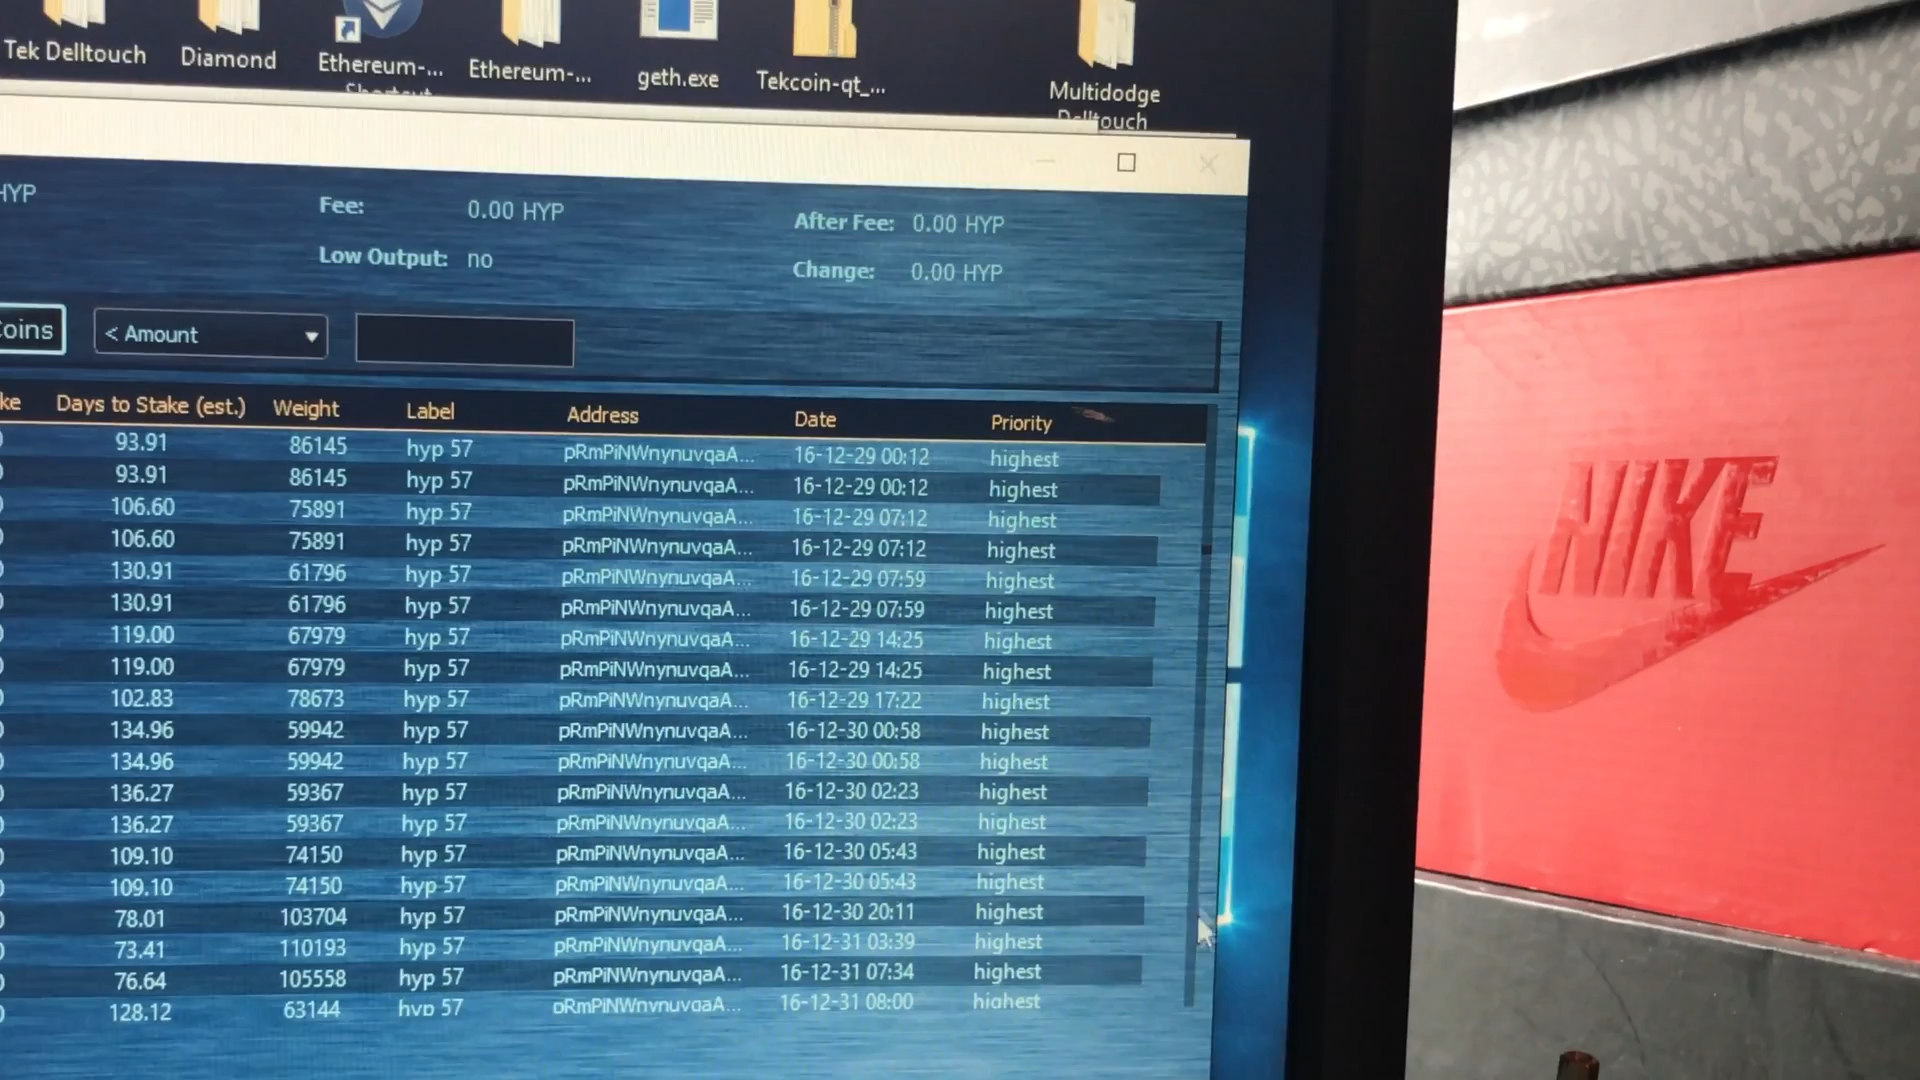 Tek Delltouch
Diamond
Ethereum-...
Shortcut
Ethereum-...
geth.exe
Tekcoin-qt_...
Multidodge
Delltouch
HYP
Fee: 0.00 HYP
After Fee: 0.00 HYP
Low Output: no
Change: 0.00 HYP
Coins
< Amount
ke Days to Stake (est.) Weight Label Address Date Priority
93.91 86145 hyp 57 pRmPiNWnynuvqaA... 16-12-29 00:12 highest
93.91 86145 hyp 57 pRmPiNWnynuvqaA... 16-12-29 00:12 highest
106.60 75891 hyp 57 pRmPiNWnynuvqaA... 16-12-29 07:12 highest
106.60 75891 hyp 57 pRmPiNWnynuvqaA... 16-12-29 07:12 highest
130.91 61796 hyp 57 pRmPiNWnynuvqaA... 16-12-29 07:59 highest
130.91 61796 hyp 57 pRmPiNWnynuvqaA... 16-12-29 07:59 highest
119.00 67979 hyp 57 pRmPiNWnynuvqaA... 16-12-29 14:25 highest
119.00 67979 hyp 57 pRmPiNWnynuvqaA... 16-12-29 14:25 highest
102.83 78673 hyp 57 pRmPiNWnynuvqaA... 16-12-29 17:22 highest
134.96 59942 hyp 57 pRmPiNWnynuvqaA... 16-12-30 00:58 highest
134.96 59942 hyp 57 pRmPiNWnynuvqaA... 16-12-30 00:58 highest
136.27 59367 hyp 57 pRmPiNWnynuvqaA... 16-12-30 02:23 highest
136.27 59367 hyp 57 pRmPiNWnynuvqaA... 16-12-30 02:23 highest
109.10 74150 hyp 57 pRmPiNWnynuvqaA... 16-12-30 05:43 highest
109.10 74150 hyp 57 pRmPiNWnynuvqaA... 16-12-30 05:43 highest
78.01 103704 hyp 57 pRmPiNWnynuvqaA... 16-12-30 20:11 highest
73.41 110193 hyp 57 pRmPiNWnynuvqaA... 16-12-31 03:39 highest
76.64 105558 hyp 57 pRmPiNWnynuvqaA... 16-12-31 07:34 highest
128.12 63144 hyp 57 pRmPiNWnynuvqaA... 16-12-31 08:00 highest
NIKE